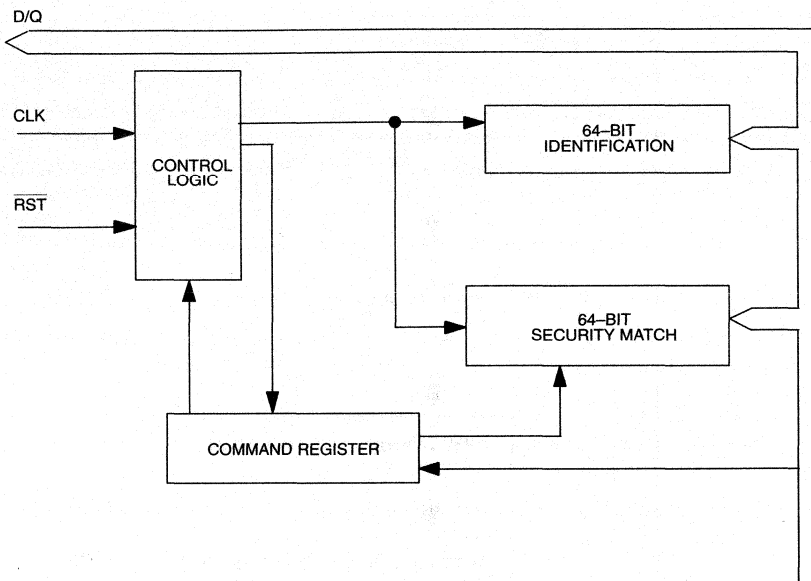 D/Q
CLK
RST
CONTROL
LOGIC
64–BIT
IDENTIFICATION
64–BIT
SECURITY MATCH
COMMAND REGISTER